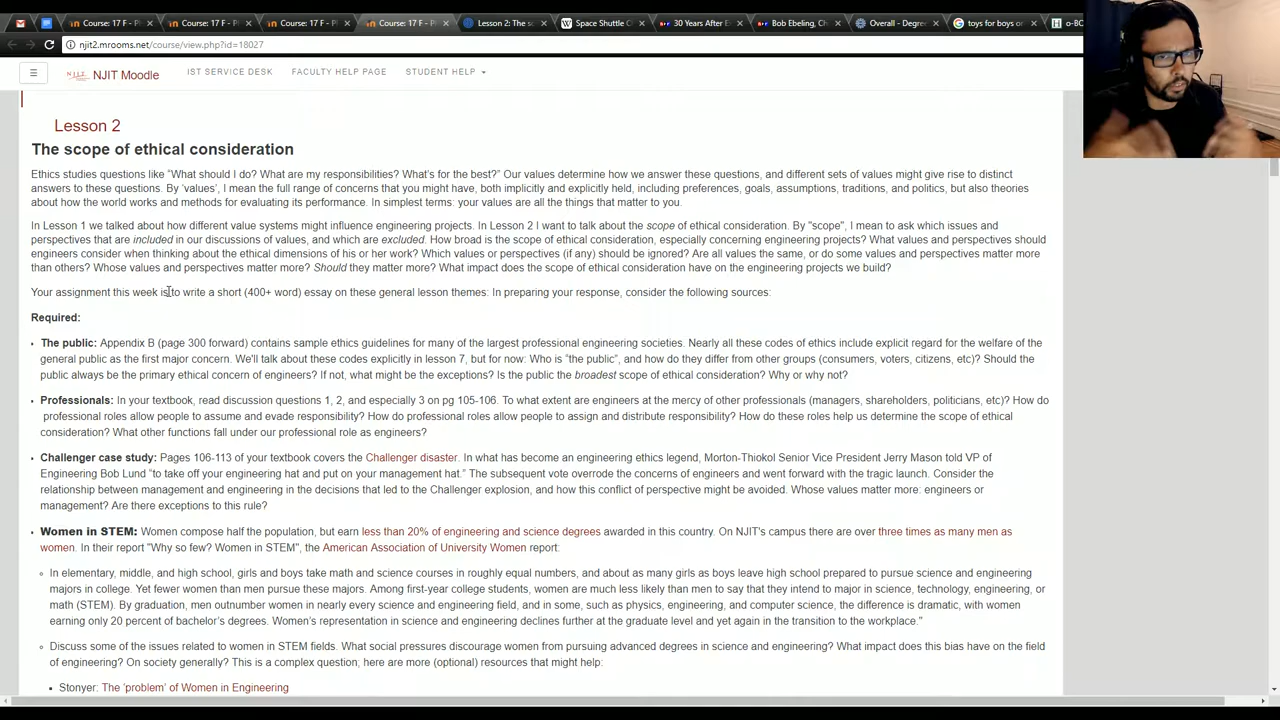 Course: 17 F - Course: 17 F - Course: 17 F - Course: 17 F - Lesson 2: The s Space Shuttle C 30 Years After E Bob Ebeling, Ch Overall - Degre toys for boys o o-BO
njit2.mrooms.net/course/view.php?id=18027
NJIT NJIT Moodle IST SERVICE DESK FACULTY HELP PAGE STUDENT HELP
Lesson 2
The scope of ethical consideration
Ethics studies questions like “What should I do? What are my responsibilities? What’s for the best?” Our values determine how we answer these questions, and different sets of values might give rise to distinct
answers to these questions. By ‘values’, I mean the full range of concerns that you might have, both implicitly and explicitly held, including preferences, goals, assumptions, traditions, and politics, but also theories
about how the world works and methods for evaluating its performance. In simplest terms: your values are all the things that matter to you.
In Lesson 1 we talked about how different value systems might influence engineering projects. In Lesson 2 I want to talk about the scope of ethical consideration. By "scope", I mean to ask which issues and
perspectives that are included in our discussions of values, and which are excluded. How broad is the scope of ethical consideration, especially concerning engineering projects? What values and perspectives should
engineers consider when thinking about the ethical dimensions of his or her work? Which values or perspectives (if any) should be ignored? Are all values the same, or do some values and perspectives matter more
than others? Whose values and perspectives matter more? Should they matter more? What impact does the scope of ethical consideration have on the engineering projects we build?
Your assignment this week is to write a short (400+ word) essay on these general lesson themes: In preparing your response, consider the following sources:
Required:
The public: Appendix B (page 300 forward) contains sample ethics guidelines for many of the largest professional engineering societies. Nearly all these codes of ethics include explicit regard for the welfare of the
general public as the first major concern. We'll talk about these codes explicitly in lesson 7, but for now: Who is “the public”, and how do they differ from other groups (consumers, voters, citizens, etc)? Should the
public always be the primary ethical concern of engineers? If not, what might be the exceptions? Is the public the broadest scope of ethical consideration? Why or why not?
Professionals: In your textbook, read discussion questions 1, 2, and especially 3 on pg 105-106. To what extent are engineers at the mercy of other professionals (managers, shareholders, politicians, etc)? How do
professional roles allow people to assume and evade responsibility? How do professional roles allow people to assign and distribute responsibility? How do these roles help us determine the scope of ethical
consideration? What other functions fall under our professional role as engineers?
Challenger case study: Pages 106-113 of your textbook covers the Challenger disaster. In what has become an engineering ethics legend, Morton-Thiokol Senior Vice President Jerry Mason told VP of
Engineering Bob Lund “to take off your engineering hat and put on your management hat.” The subsequent vote overrode the concerns of engineers and went forward with the tragic launch. Consider the
relationship between management and engineering in the decisions that led to the Challenger explosion, and how this conflict of perspective might be avoided. Whose values matter more: engineers or
management? Are there exceptions to this rule?
Women in STEM: Women compose half the population, but earn less than 20% of engineering and science degrees awarded in this country. On NJIT's campus there are over three times as many men as
women. In their report "Why so few? Women in STEM", the American Association of University Women report:
In elementary, middle, and high school, girls and boys take math and science courses in roughly equal numbers, and about as many girls as boys leave high school prepared to pursue science and engineering
majors in college. Yet fewer women than men pursue these majors. Among first-year college students, women are much less likely than men to say that they intend to major in science, technology, engineering, or
math (STEM). By graduation, men outnumber women in nearly every science and engineering field, and in some, such as physics, engineering, and computer science, the difference is dramatic, with women
earning only 20 percent of bachelor’s degrees. Women’s representation in science and engineering declines further at the graduate level and yet again in the transition to the workplace.”
Discuss some of the issues related to women in STEM fields. What social pressures discourage women from pursuing advanced degrees in science and engineering? What impact does this bias have on the field
of engineering? On society generally? This is a complex question; here are more (optional) resources that might help:
Stonyer: The ‘problem’ of Women in Engineering